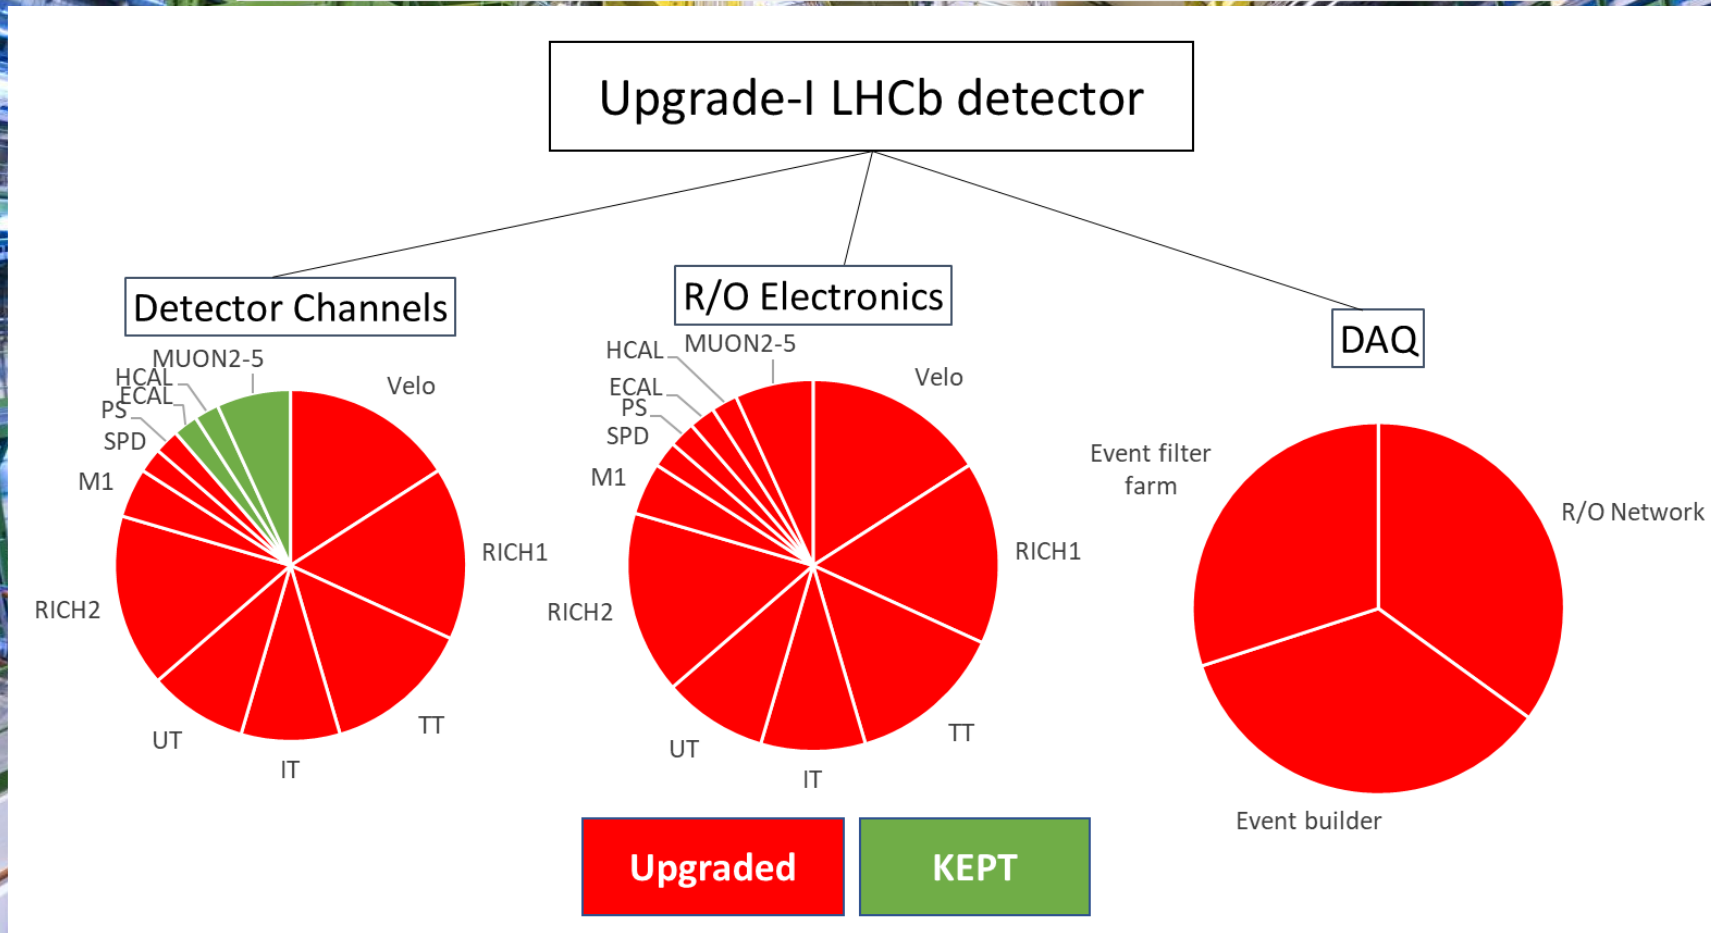 Upgrade-I LHCb detector
Detector Channels
R/O Electronics
DAQ
MUON2-5
HCAL
ECAL
PS
SPD
M1
Velo
RICH1
RICH2
UT
IT
TT
MUON2-5
HCAL
ECAL
PS
SPD
M1
Velo
RICH1
RICH2
UT
IT
TT
Event filter
farm
R/O Network
Event builder
Upgraded
KEPT